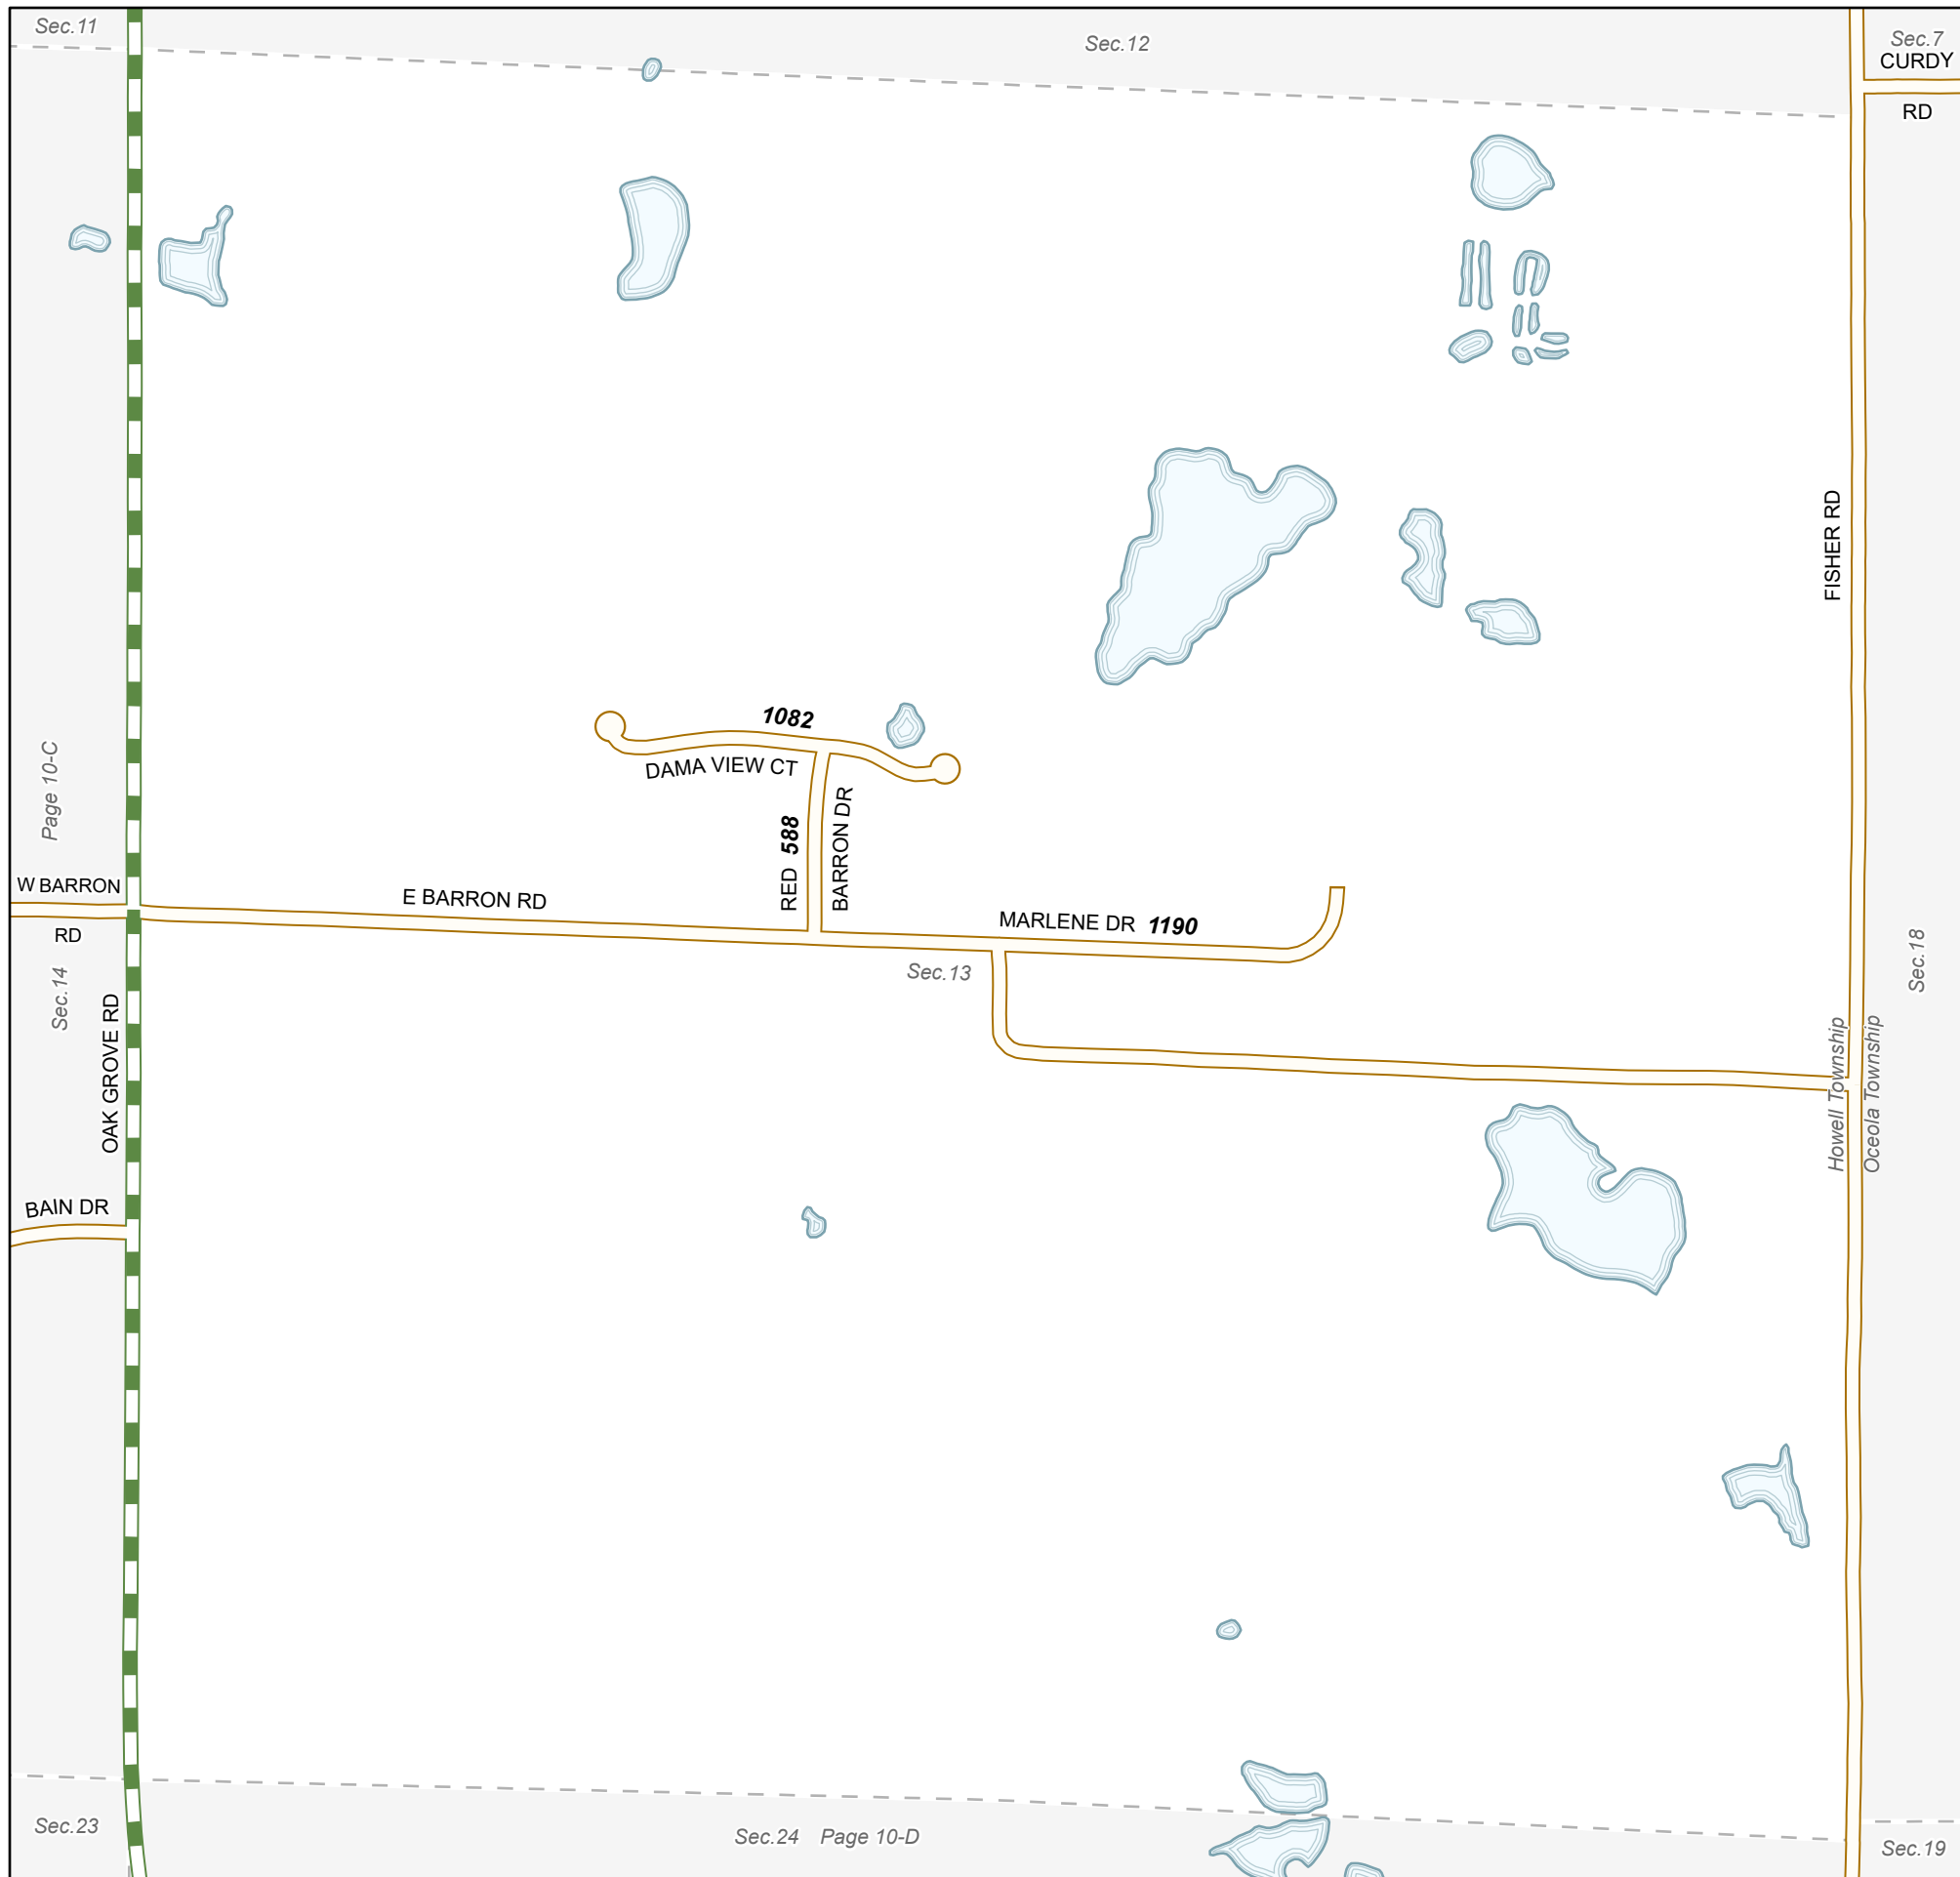 Sec.11
Sec.12
Sec.7
CURDY
RD
FISHER RD
1082
DAMA VIEW CT
Page 10-C
RED 588
BARRON DR
W BARRON
RD
E BARRON RD
MARLENE DR 1190
Sec.13
Sec.14
OAK GROVE RD
Sec.18
Howell Township
Oceola Township
BAIN DR
Sec.23
Sec.24 Page 10-D
Sec.19